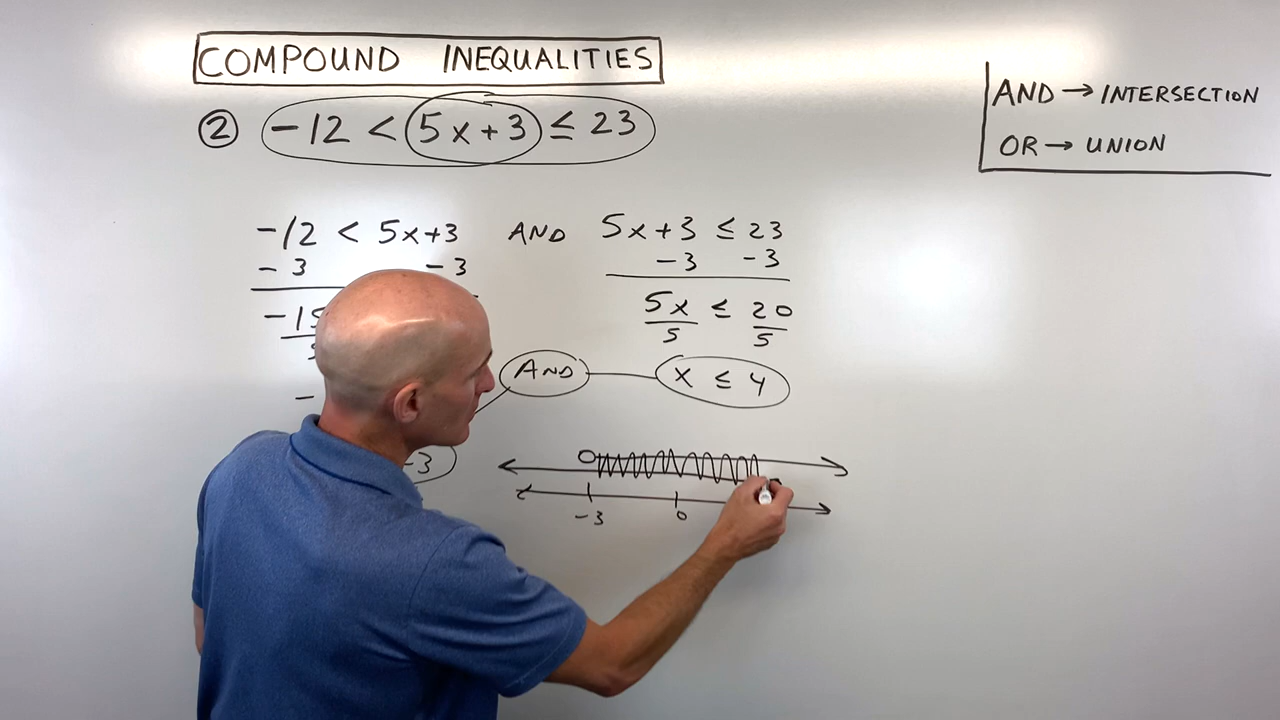 COMPOUND INEQUALITIES
AND → INTERSECTION
② -12 < 5x+3 ≤ 23
OR → UNION
-12 < 5x+3 AND 5x+3 ≤ 23
-3 -3 -3 -3
5x ≤ 20
5 5
AND x ≤ 4
-3 0